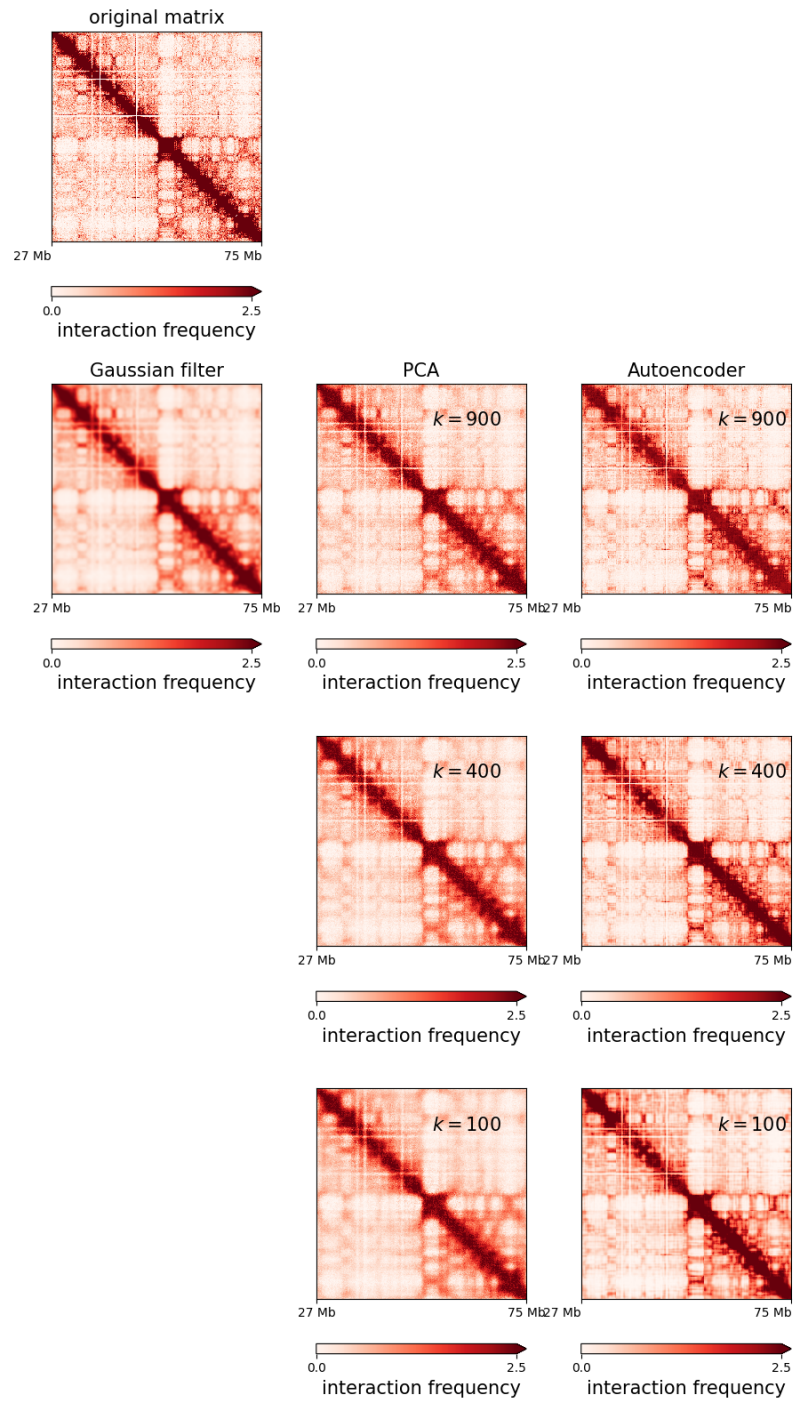 original matrix
27 Mb 75 Mb
0.0 2.5
interaction frequency
Gaussian filter PCA Autoencoder
k = 900 k = 900
27 Mb 75 Mb 27 Mb 75 Mb 27 Mb 75 Mb
0.0 2.5 0.0 2.5 0.0 2.5
interaction frequency interaction frequency interaction frequency
k = 400 k = 400
27 Mb 75 Mb 27 Mb 75 Mb
0.0 2.5 0.0 2.5
interaction frequency interaction frequency
k = 100 k = 100
27 Mb 75 Mb 27 Mb 75 Mb
0.0 2.5 0.0 2.5
interaction frequency interaction frequency